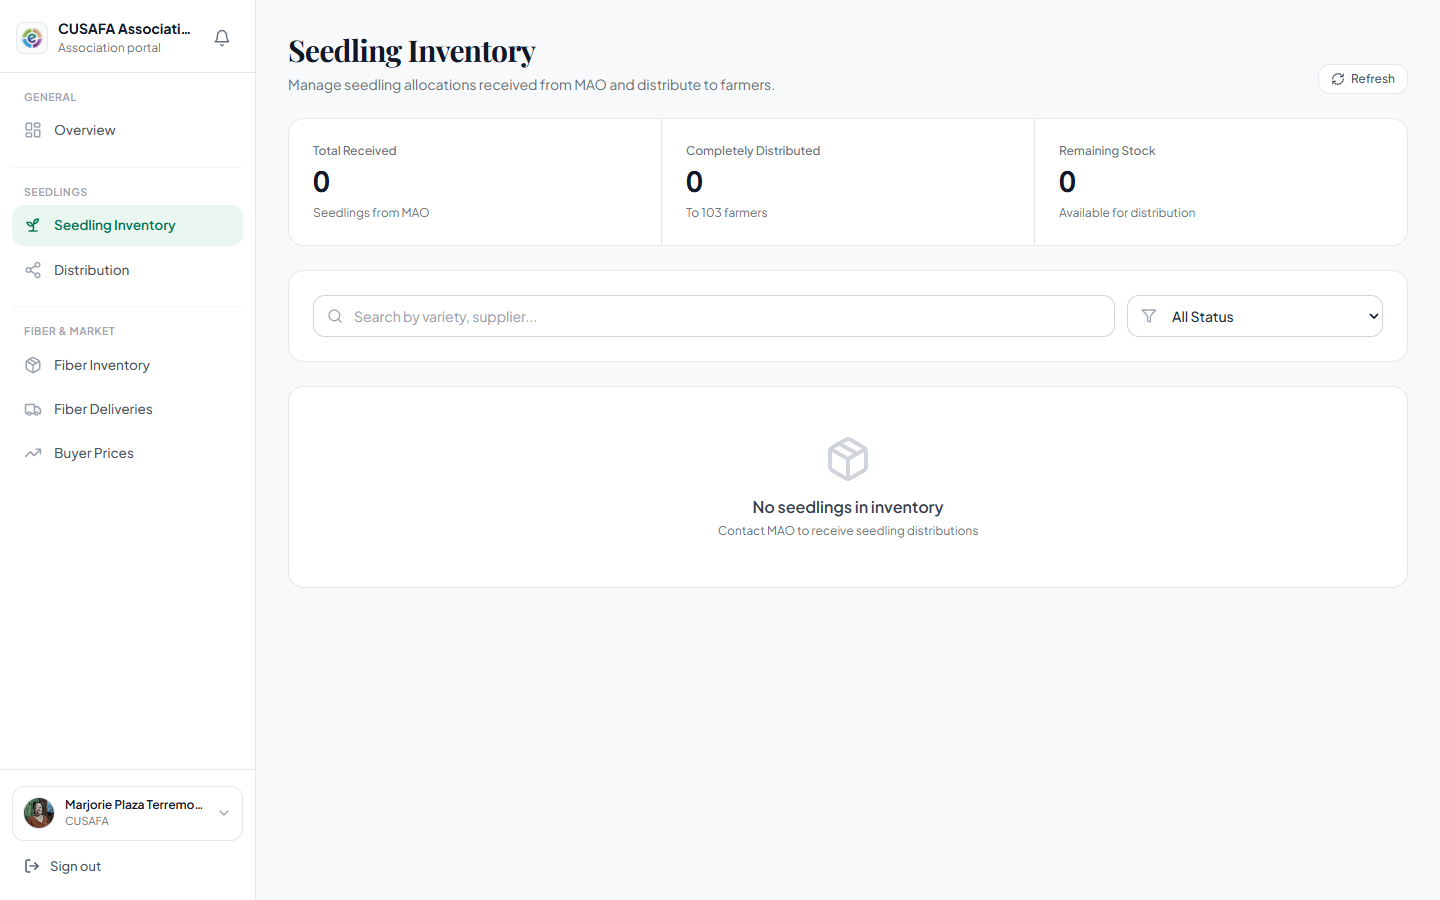 CUSAFA Associati...
Association portal
GENERAL
Overview
SEEDLINGS
Seedling Inventory
Distribution
FIBER & MARKET
Fiber Inventory
Fiber Deliveries
Buyer Prices
Marjorie Plaza Terremo...
CUSAFA
Sign out
Seedling Inventory
Manage seedling allocations received from MAO and distribute to farmers.
Refresh
Total Received
0
Seedlings from MAO
Completely Distributed
0
To 103 farmers
Remaining Stock
0
Available for distribution
Search by variety, supplier...
All Status
No seedlings in inventory
Contact MAO to receive seedling distributions